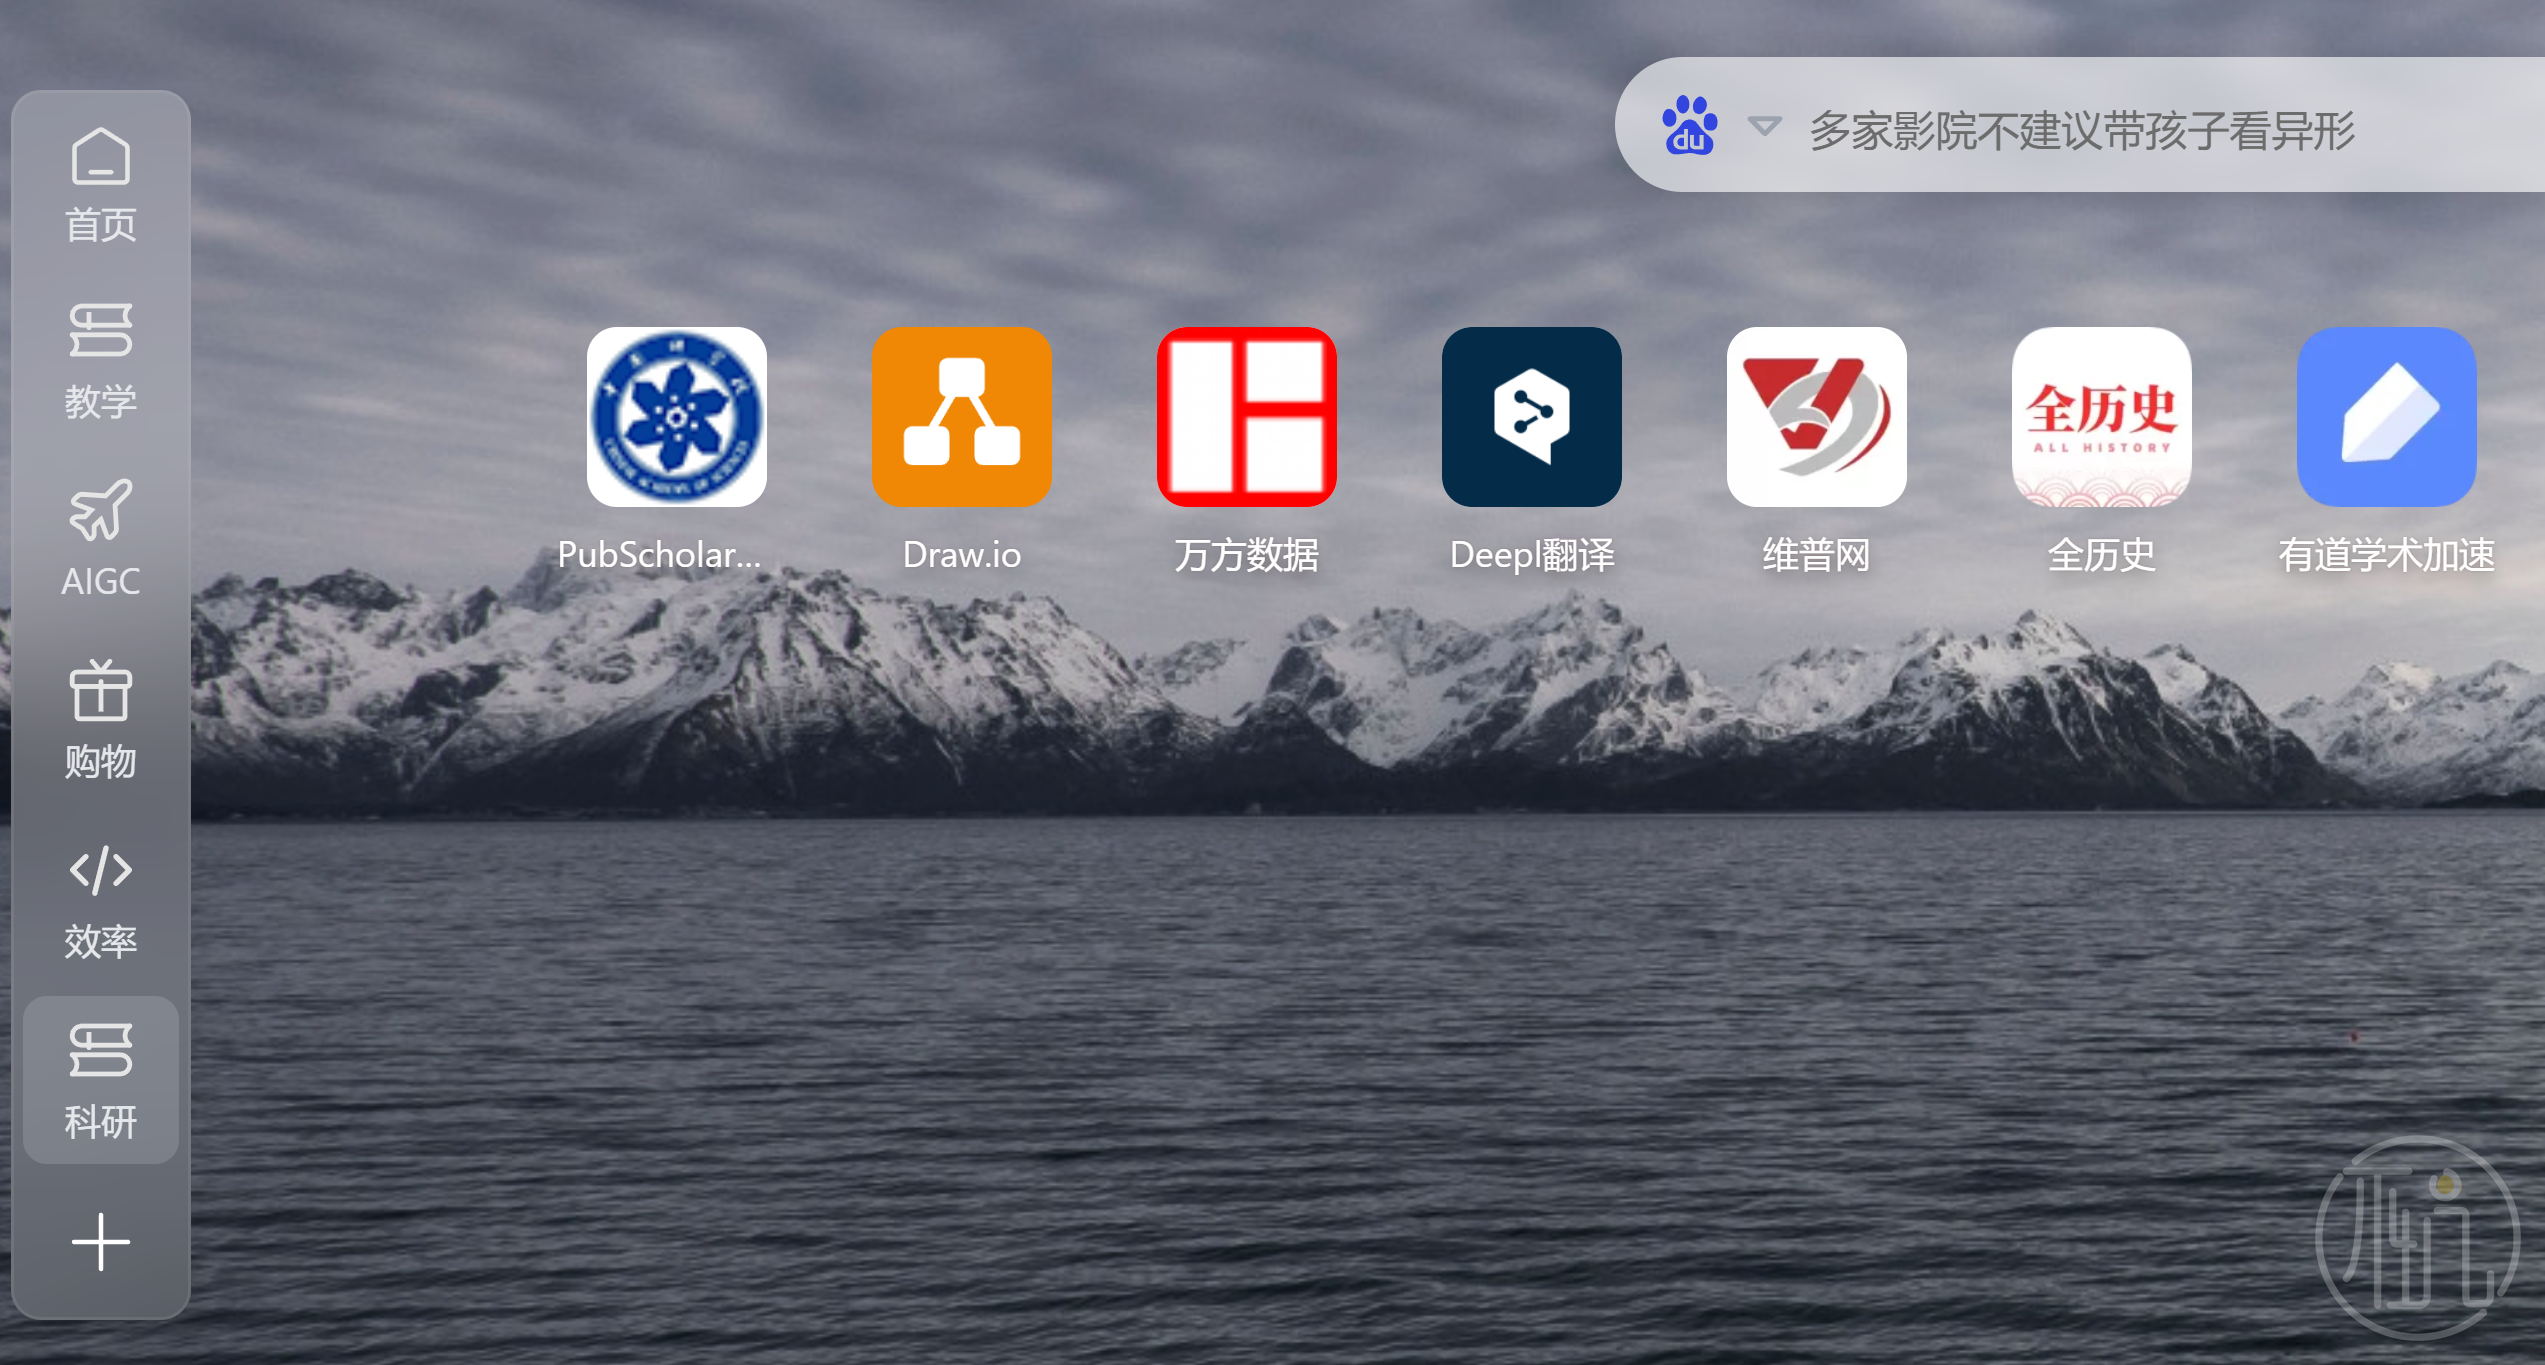 多家影院不建议带孩子看异形
首页
教学
AIGC
购物
效率
科研
全历史
ALL HISTORY
PubScholar...
Draw.io
万方数据
Deepl翻译
维普网
全历史
有道学术加速
du